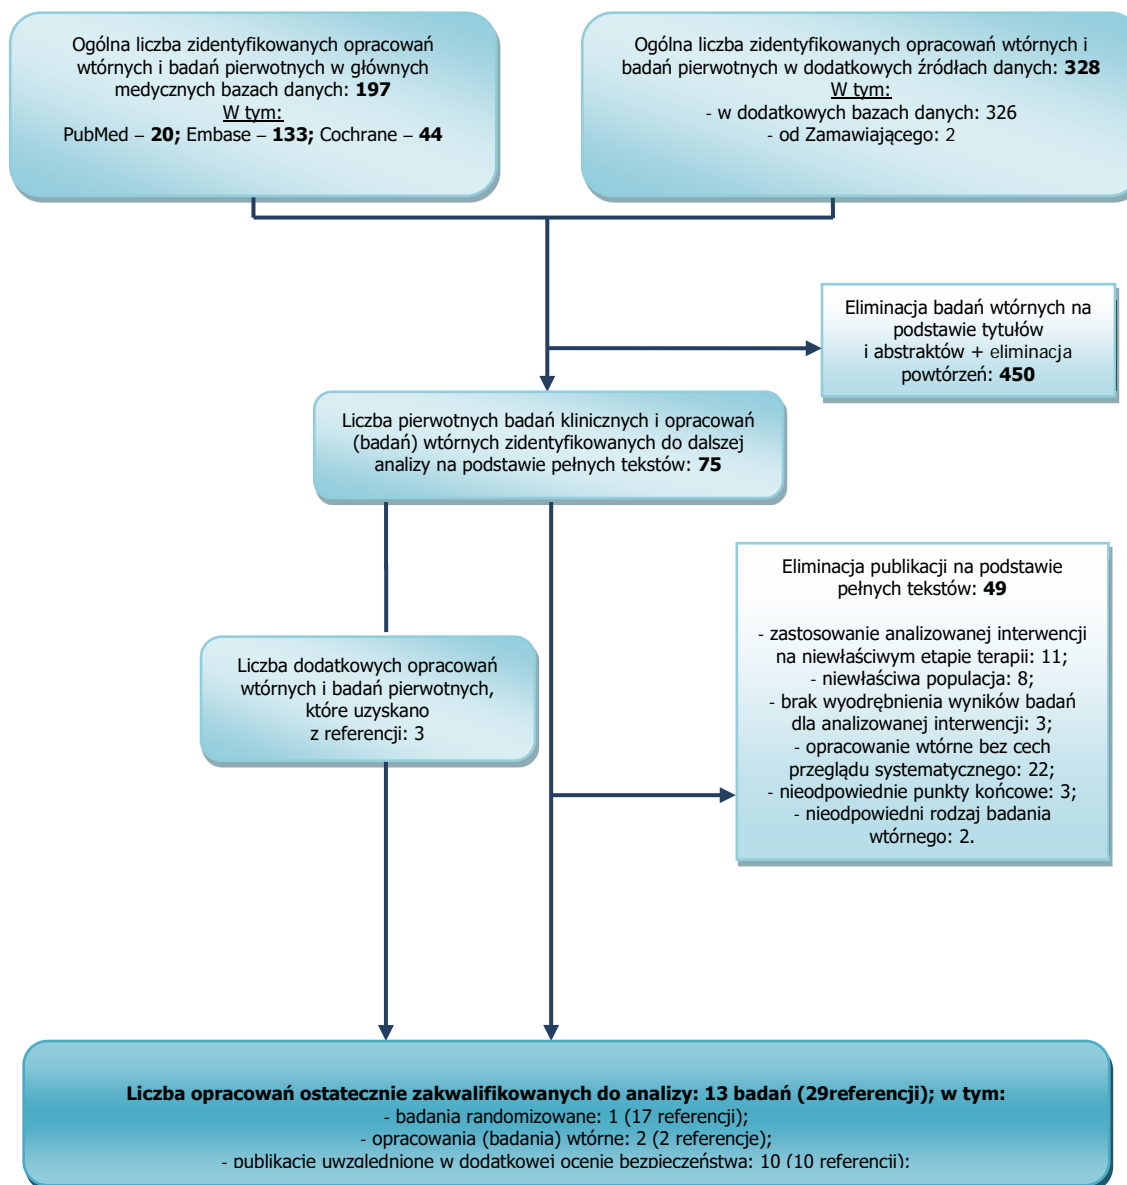 Ogólna liczba zidentyfikowanych opracowań
wtórnych i badań pierwotnych w głównych
medycznych bazach danych: 197
W tym:
PubMed – 20; Embase – 133; Cochrane – 44
Ogólna liczba zidentyfikowanych opracowań wtórnych i
badań pierwotnych w dodatkowych źródłach danych: 328
W tym:
- w dodatkowych bazach danych: 326
- od Zamawiającego: 2
Eliminacja badań wtórnych na
podstawie tytułów
i abstraktów + eliminacja
powtórzeń: 450
Liczba pierwotnych badań klinicznych i opracowań
(badań) wtórnych zidentyfikowanych do dalszej
analizy na podstawie pełnych tekstów: 75
Eliminacja publikacji na podstawie
pełnych tekstów: 49
- zastosowanie analizowanej interwencji
na niewłaściwym etapie terapii: 11;
- niewłaściwa populacja: 8;
- brak wyodrębnienia wyników badań
dla analizowanej interwencji: 3;
- opracowanie wtórne bez cech
przeglądu systematycznego: 22;
- nieodpowiednie punkty końcowe: 3;
- nieodpowiedni rodzaj badania
wtórnego: 2.
Liczba dodatkowych opracowań
wtórnych i badań pierwotnych,
które uzyskano
z referencji: 3
Liczba opracowań ostatecznie zakwalifikowanych do analizy: 13 badań (29referencji); w tym:
- badania randomizowane: 1 (17 referencji);
- opracowania (badania) wtórne: 2 (2 referencje);
- publikacje uwzględnione w dodatkowej ocenie bezpieczeństwa: 10 (10 referencji);